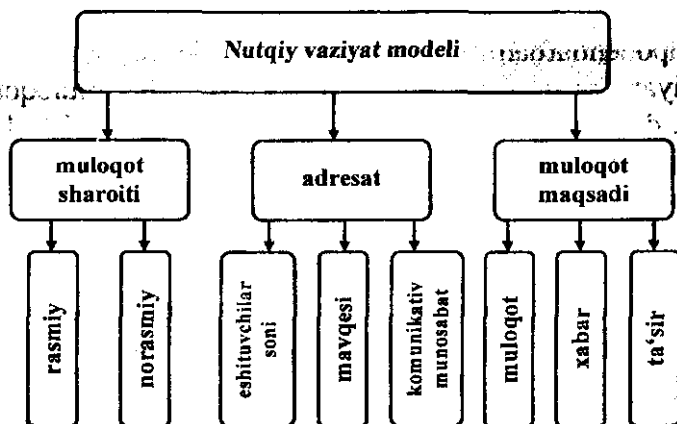 Nutqiy vaziyat modeli
muloqot
sharoiti
adresat
muloqot
maqsadi
rasmiy
norasmiy
eshituvchilar
soni
mavqesi
komunikativ
munosabat
muloqot
xabar
ta‘sir